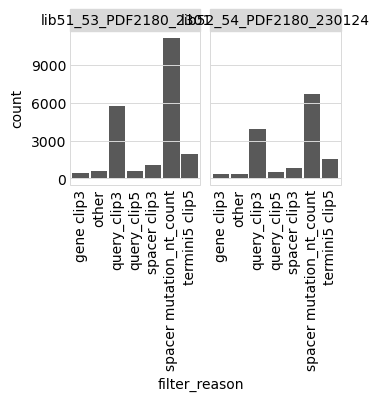 lib51_53_PDF2180_230124
lib52_54_PDF2180_230124
count
9000
6000
3000
0
gene clip3
other
query_clip3
query_clip5
spacer clip3
spacer mutation_nt_count
termini5 clip5
gene clip3
other
query_clip3
query_clip5
spacer clip3
spacer mutation_nt_count
termini5 clip5
filter_reason